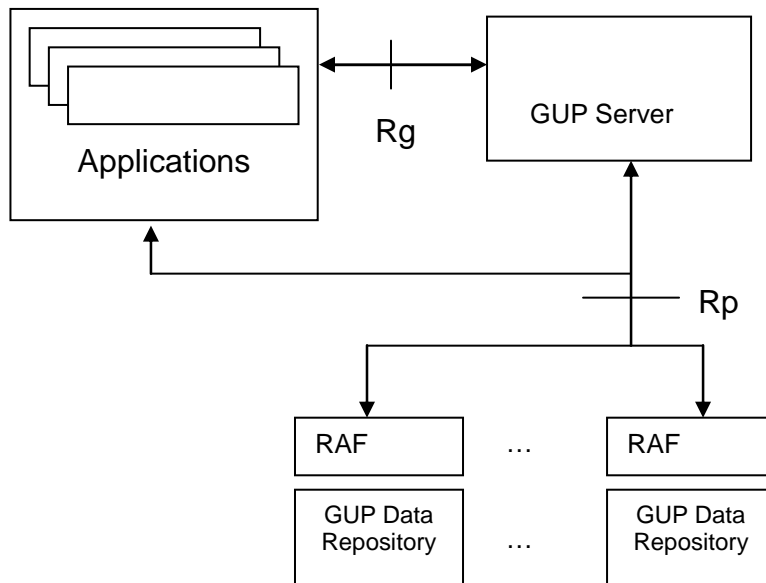 Rg
GUP Server
Applications
Rp
RAF
…
RAF
GUP Data
Repository
…
GUP Data
Repository